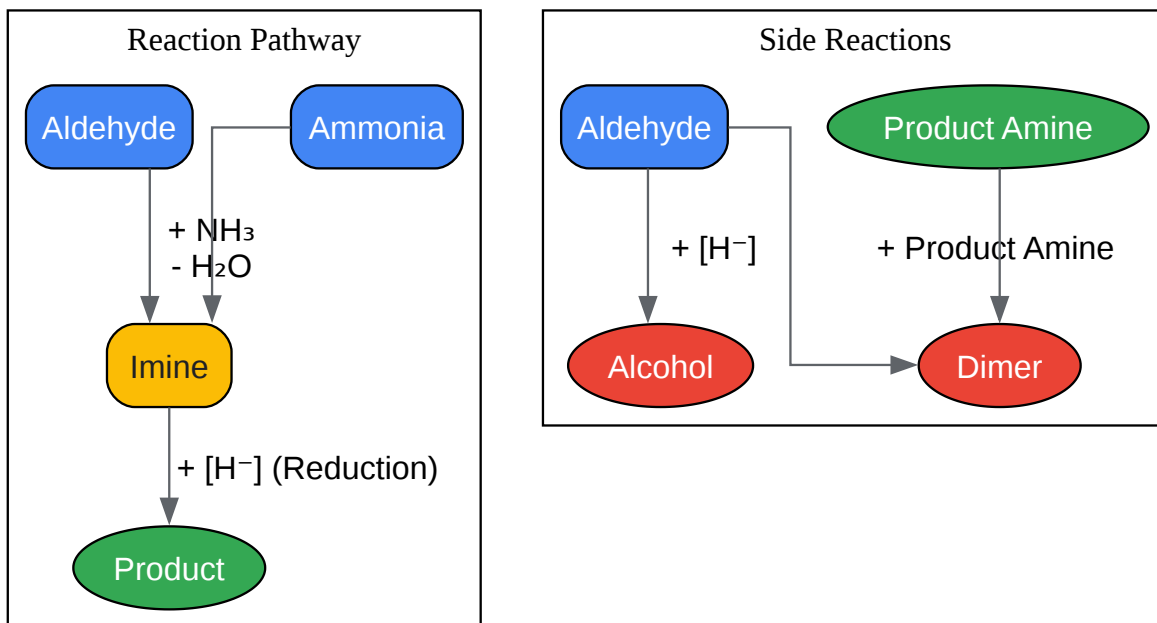 Reaction Pathway
Aldehyde
Ammonia
+ NH₃
- H₂O
Imine
+ [H⁻] (Reduction)
Product
Side Reactions
Aldehyde
Product Amine
+ [H⁻]
+ Product Amine
Alcohol
Dimer